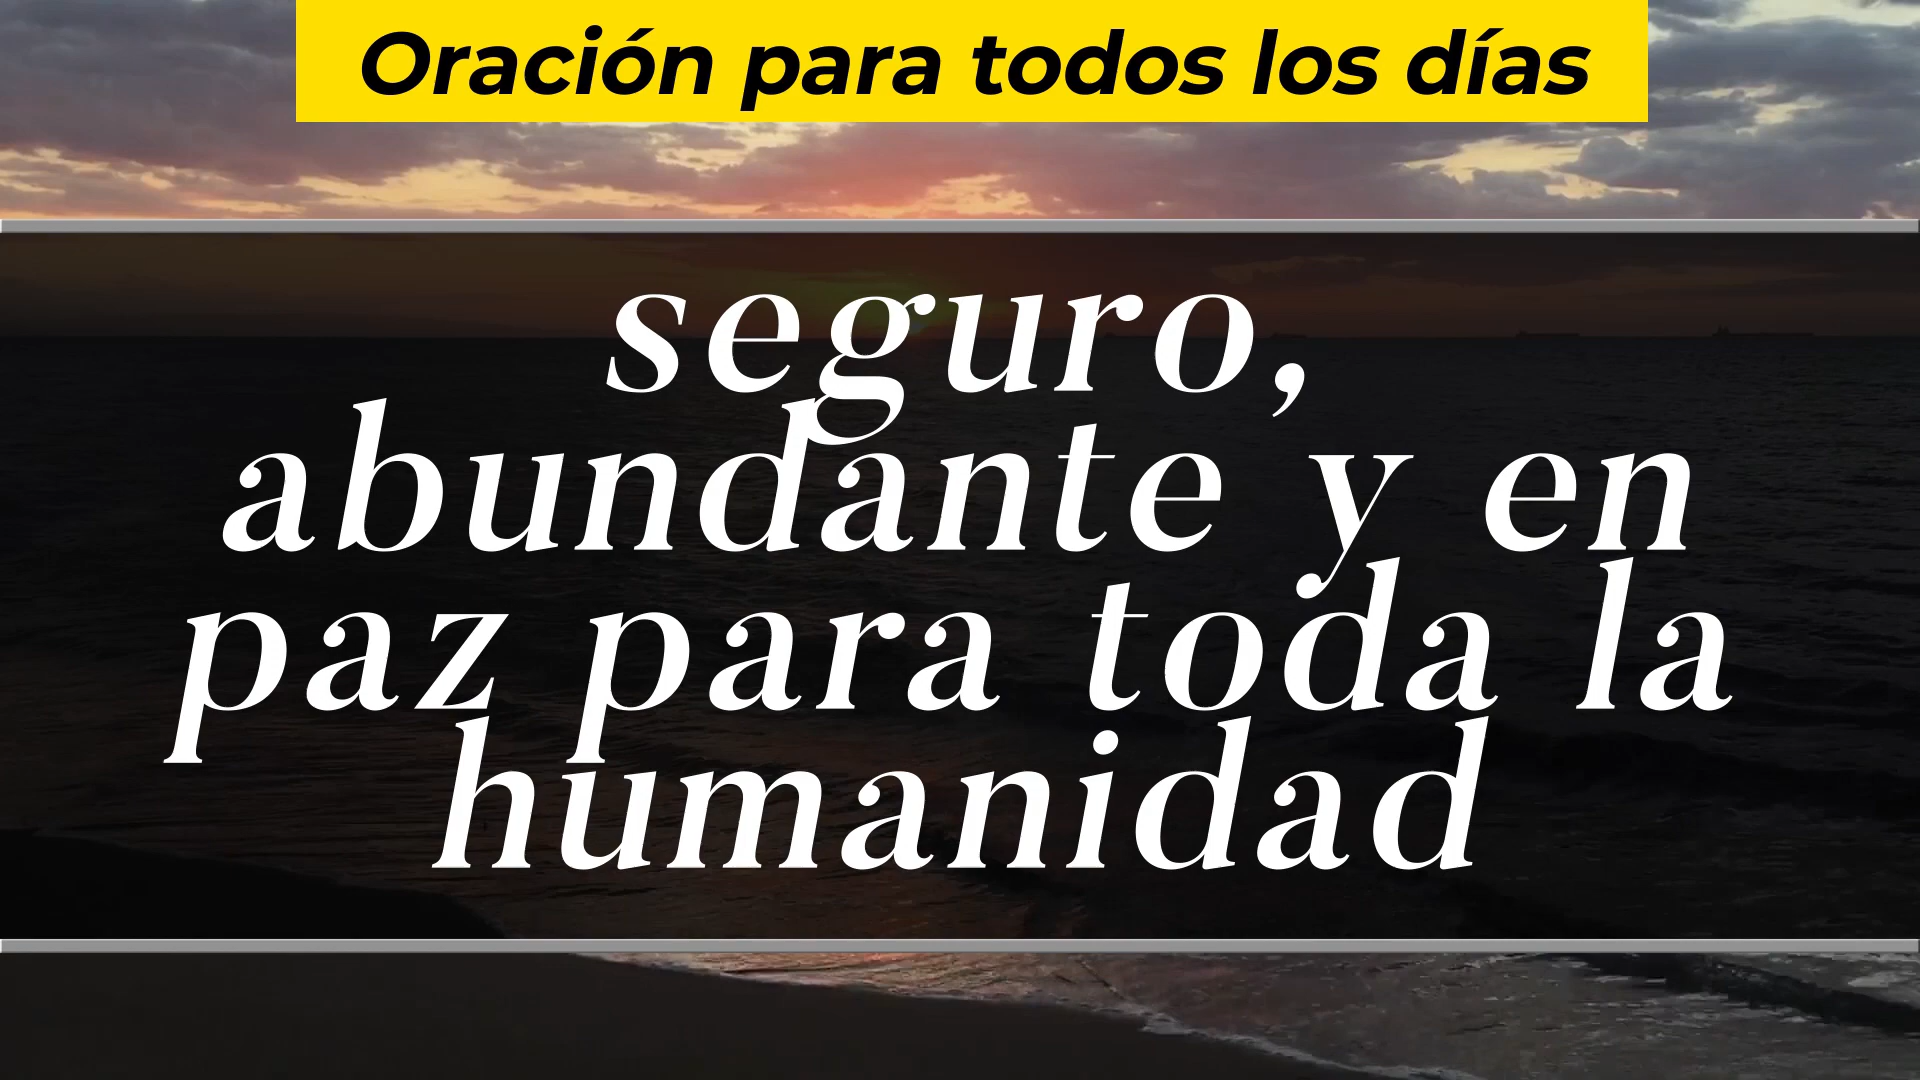 Oración para todos los días
seguro,
abundante y en
paz para toda la
humanidad